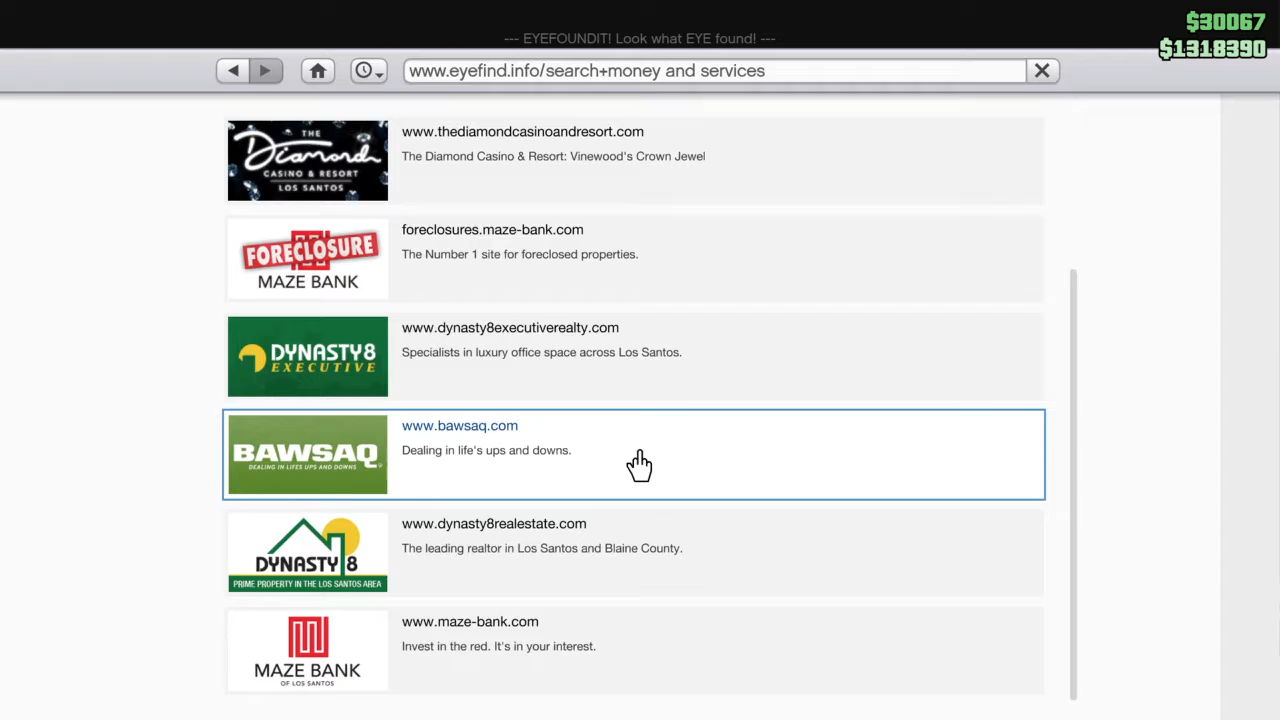 $30067
--- EYEFOUNDIT! Look what EYE found! ---
$1318390
www.eyefind.info/search+money and services
THE
Diamond
CASINO & RESORT
LOS SANTOS
www.thediamondcasinoandresort.com
The Diamond Casino & Resort: Vinewood's Crown Jewel
FORECLOSURE
MAZE BANK
foreclosures.maze-bank.com
The Number 1 site for foreclosed properties.
DYNASTY8
EXECUTIVE
www.dynasty8executiverealty.com
Specialists in luxury office space across Los Santos.
BAWSAQ
DEALING IN LIFES UPS AND DOWNS
www.bawsaq.com
Dealing in life's ups and downs.
DYNASTY 8
PRIME PROPERTY IN THE LOS SANTOS AREA
www.dynasty8realestate.com
The leading realtor in Los Santos and Blaine County.
MAZE BANK
OF LOS SANTOS
www.maze-bank.com
Invest in the red. It's in your interest.